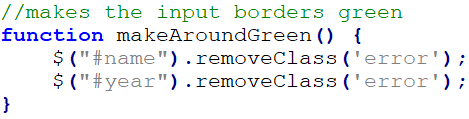 //makes the input borders green
function makeAroundGreen() {
    $("#name").removeClass('error');
    $("#year").removeClass('error');
}